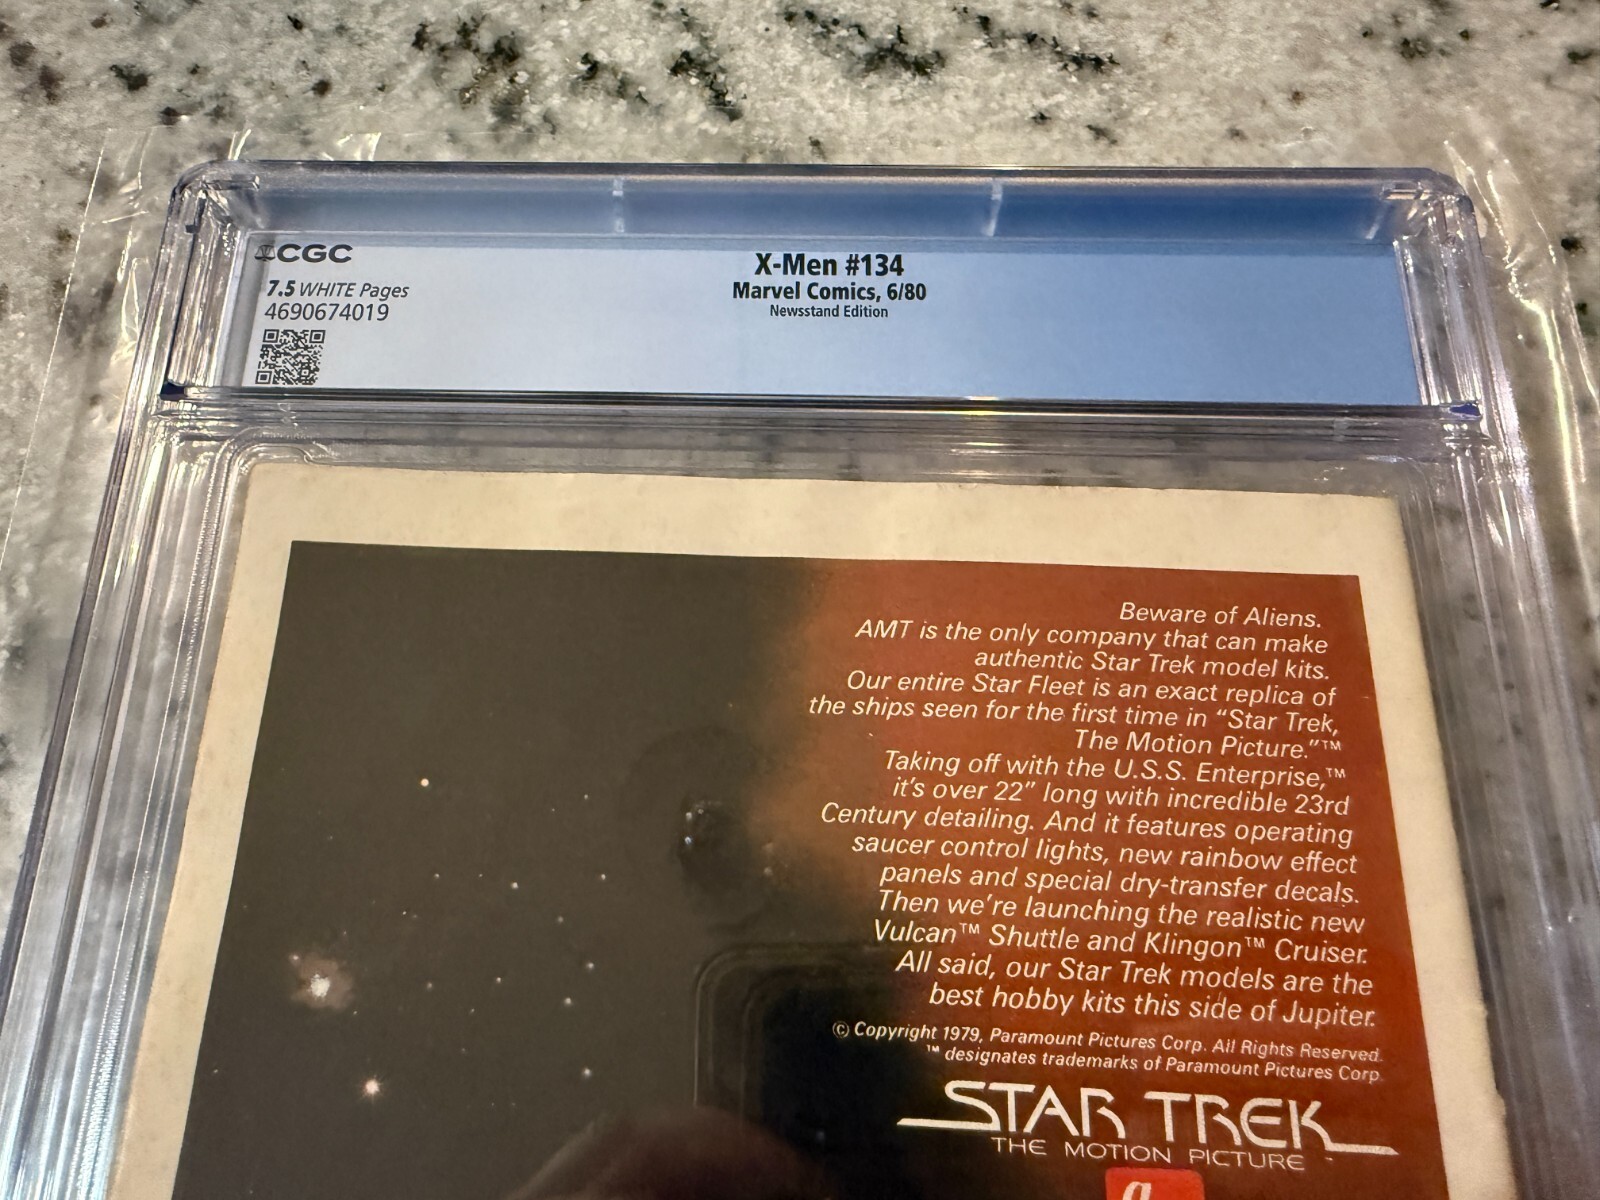 CGC
7.5 WHITE Pages
4690674019
X-Men #134
Marvel Comics, 6/80
Newsstand Edition
Beware of Aliens.
AMT is the only company that can make
authentic Star Trek model kits.
Our entire Star Fleet is an exact replica of
the ships seen for the first time in “Star Trek,
The Motion Picture.”™
Taking off with the U.S.S. Enterprise,™
it's over 22” long with incredible 23rd
Century detailing. And it features operating
saucer control lights, new rainbow effect
panels and special dry-transfer decals.
Then we're launching the realistic new
Vulcan™ Shuttle and Klingon™ Cruiser.
All said, our Star Trek models are the
best hobby kits this side of Jupiter.
© Copyright 1979, Paramount Pictures Corp. All Rights Reserved.
™ designates trademarks of Paramount Pictures Corp.
STAR TREK
THE MOTION PICTURE